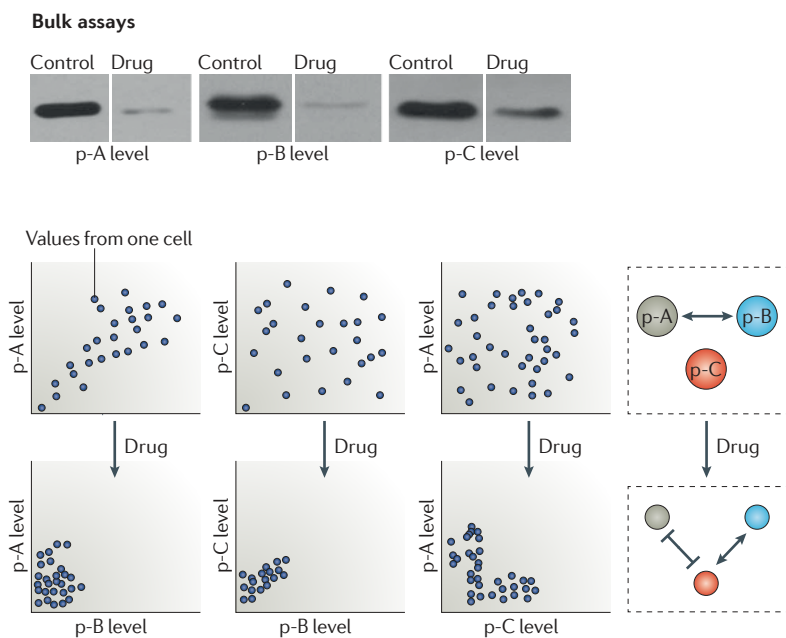 Bulk assays
Control Drug Control Drug Control Drug
p-A level p-B level p-C level
Values from one cell
p-A level
p-C level
p-A level
p-A
p-B
p-C
Drug Drug Drug Drug
p-A level
p-C level
p-A level
p-B level p-B level p-C level